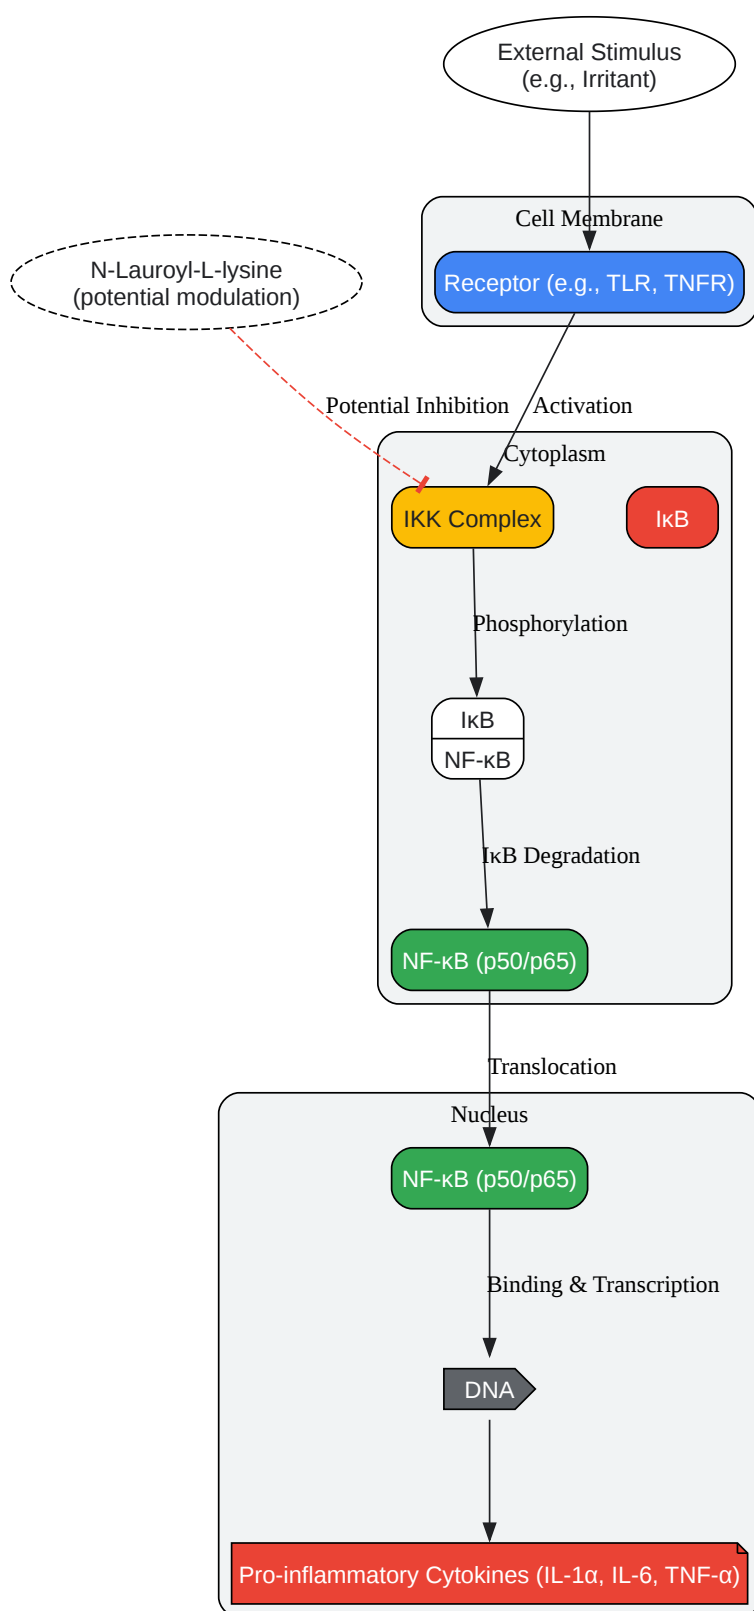 External Stimulus
(e.g., Irritant)
Cell Membrane
Receptor (e.g., TLR, TNFR)
N-Lauroyl-L-lysine
(potential modulation)
Potential Inhibition
Activation
Cytoplasm
IKK Complex
IκB
Phosphorylation
IκB
NF-κB
IκB Degradation
NF-κB (p50/p65)
Translocation
Nucleus
NF-κB (p50/p65)
Binding & Transcription
DNA
Pro-inflammatory Cytokines (IL-1α, IL-6, TNF-α)